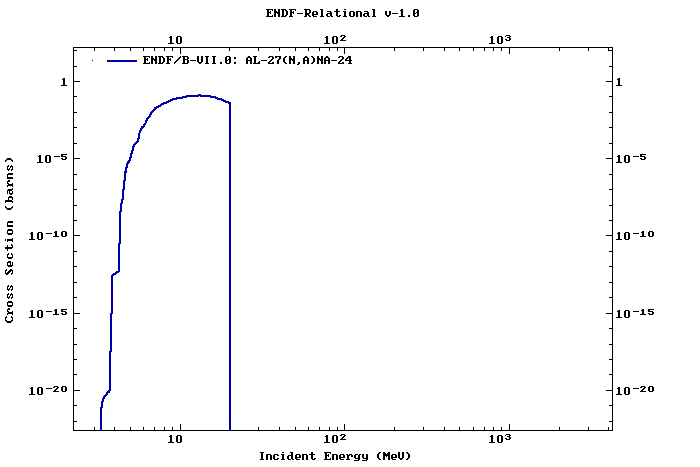 ENDF-Relational v-1.0
10 10² 10³
ENDF/B-VII.0: AL-27(N,A)NA-24
1 1
10⁻⁵ 10⁻⁵
10⁻¹⁰ 10⁻¹⁰
10⁻¹⁵ 10⁻¹⁵
10⁻²⁰ 10⁻²⁰
Cross Section (barns)
10 10² 10³
Incident Energy (MeV)